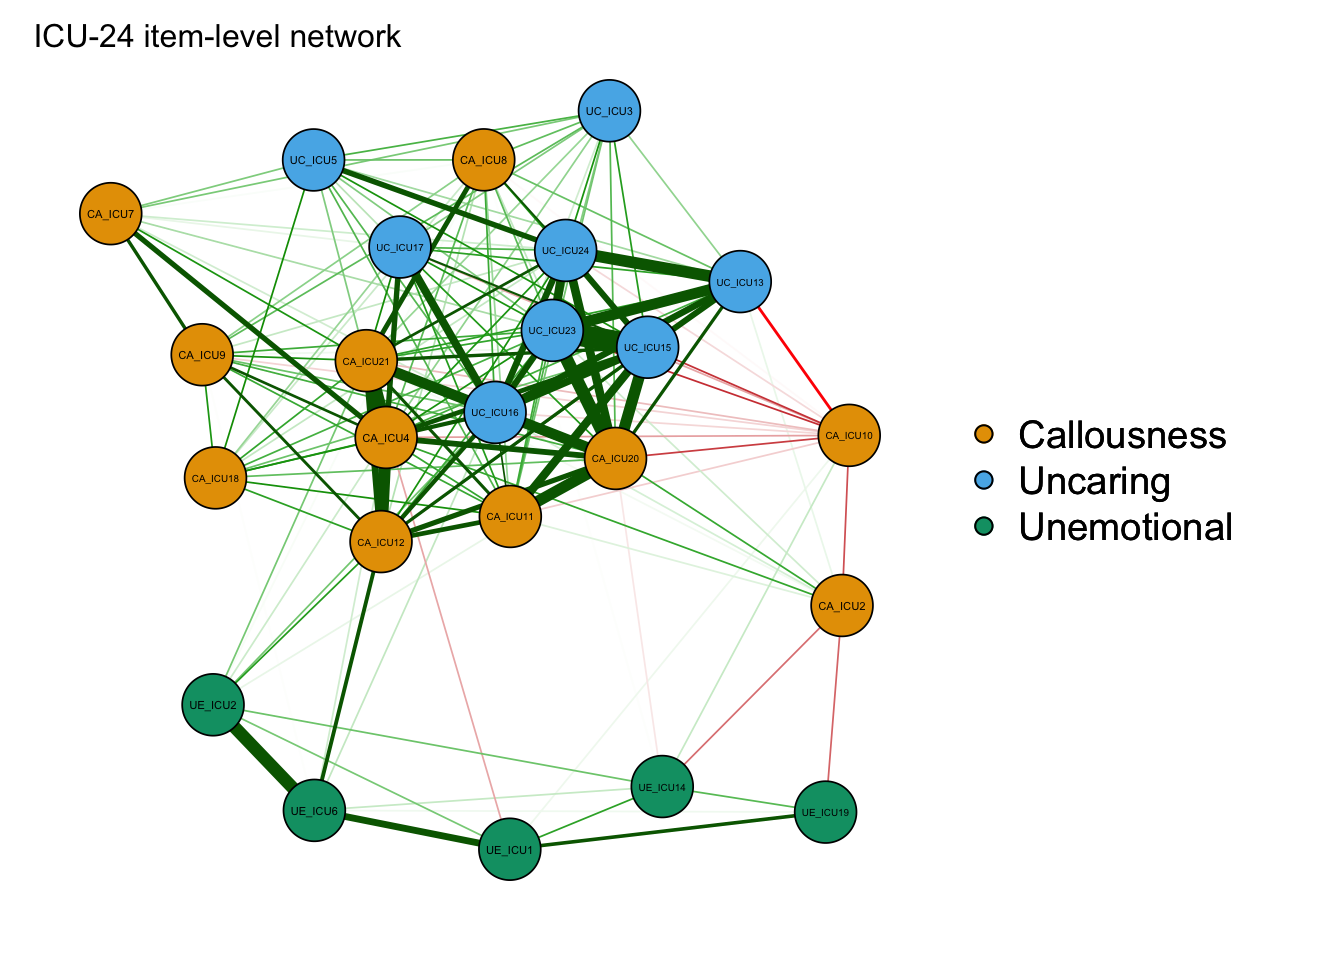 ICU-24 item-level network
UC_ICU3
UC_ICU5
CA_ICU8
CA_ICU7
UC_ICU17
UC_ICU24
UC_ICU13
UC_ICU23
UC_ICU15
CA_ICU9
CA_ICU21
UC_ICU16
CA_ICU4
CA_ICU10
CA_ICU20
CA_ICU18
CA_ICU11
CA_ICU12
CA_ICU2
Callousness
Uncaring
Unemotional
UE_ICU2
UE_ICU14
UE_ICU6
UE_ICU19
UE_ICU1